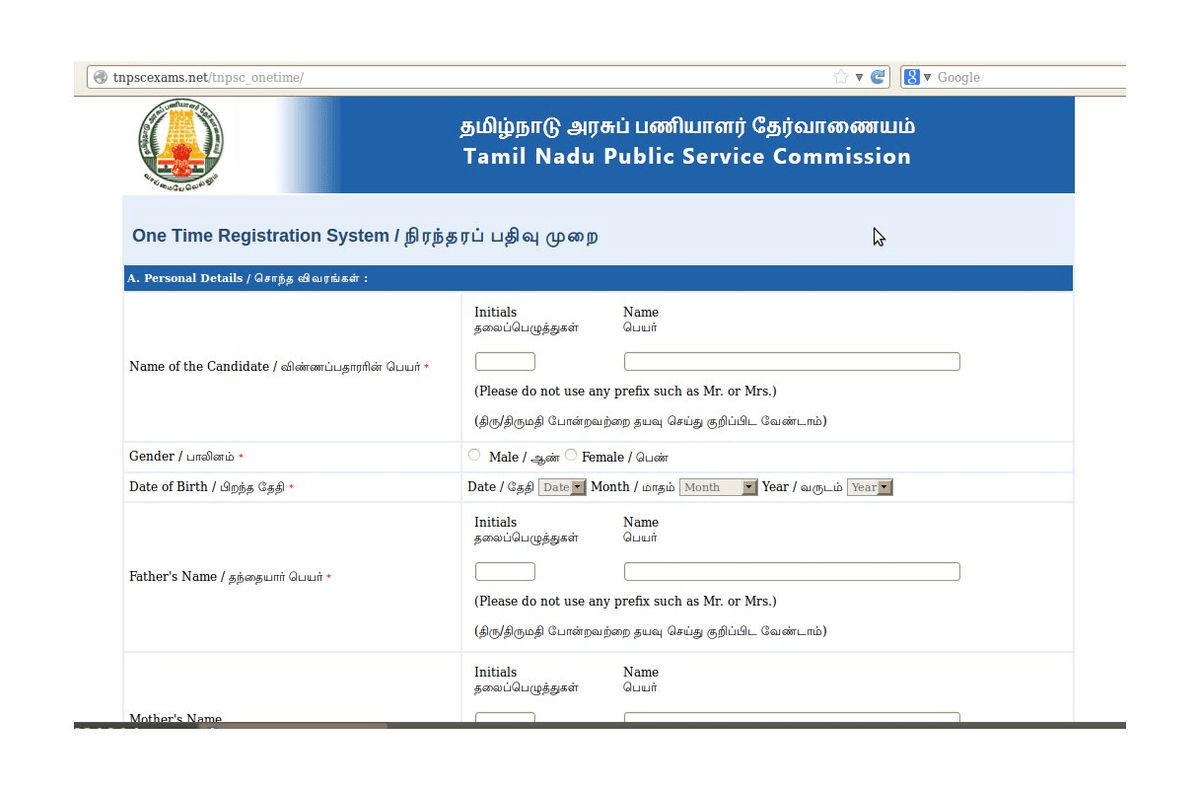 tnpscexams.net/tnpsc_onetime/
Google
தமிழ்நாடு அரசுப் பணியாளர் தேர்வாணையம்
Tamil Nadu Public Service Commission
தமிழ்நாடு அரசுப் பணியாளர் தேர்வாணையம்
வாய்மையே வெல்லும்
One Time Registration System / நிரந்தரப் பதிவு முறை
A. Personal Details / சொந்த விவரங்கள் :
Initials Name
தலைப்பெழுத்துகள் பெயர்
Name of the Candidate / விண்ணப்பதாரரின் பெயர் *
(Please do not use any prefix such as Mr. or Mrs.)
(திரு/திருமதி போன்றவற்றை தயவு செய்து குறிப்பிட வேண்டாம்)
Gender / பாலினம் * Male / ஆண் Female / பெண்
Date of Birth / பிறந்த தேதி * Date / தேதி Date Month / மாதம் Month Year / வருடம் Year
Initials Name
தலைப்பெழுத்துகள் பெயர்
Father's Name / தந்தையார் பெயர் *
(Please do not use any prefix such as Mr. or Mrs.)
(திரு/திருமதி போன்றவற்றை தயவு செய்து குறிப்பிட வேண்டாம்)
Initials Name
தலைப்பெழுத்துகள் பெயர்
Mother's Name